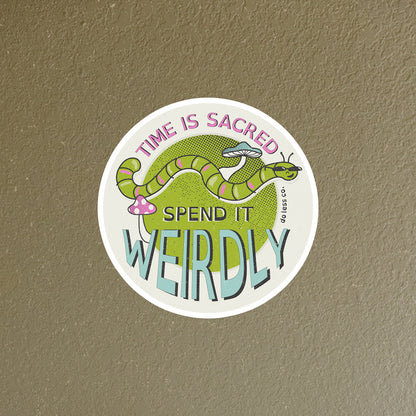 TIME IS SACRED
SPEND IT
WEIRDLY
do less co.